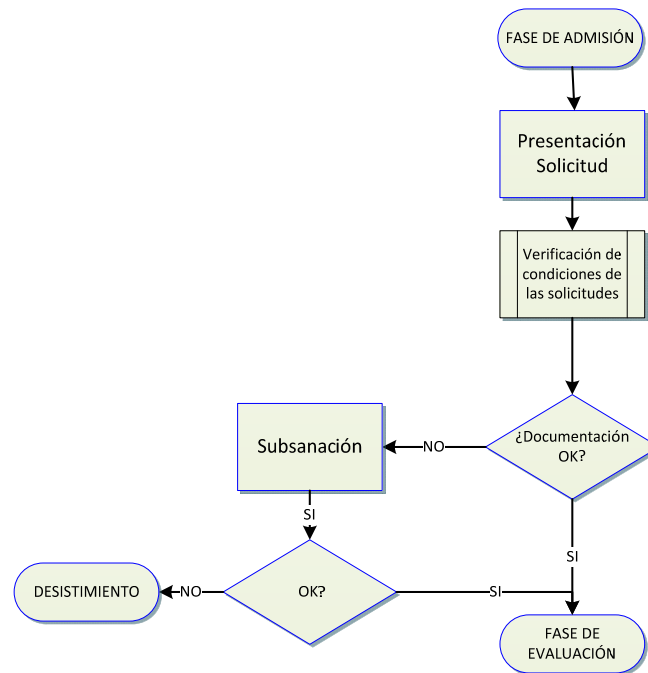 FASE DE ADMISIÓN
Presentación
Solicitud
Verificación de
condiciones de
las solicitudes
¿Documentación
OK?
NO
Subsanación
SI
SI
OK?
NO
DESISTIMIENTO
SI
FASE DE
EVALUACIÓN